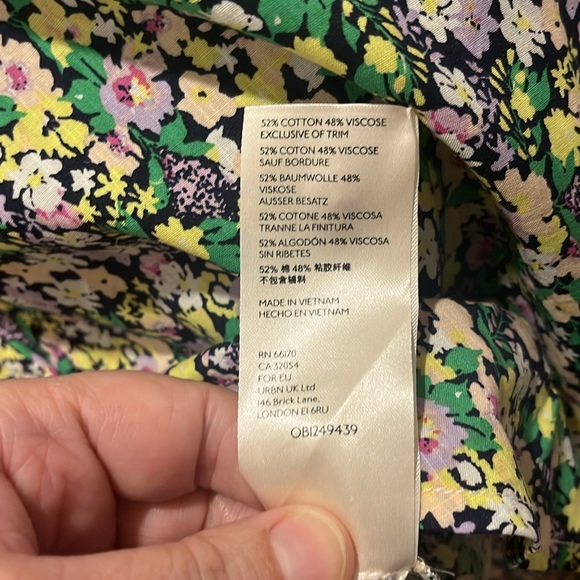 52% COTTON 48% VISCOSE
EXCLUSIVE OF TRIM
52% COTON 48% VISCOSE
SAUF BORDURE
52% BAUMWOLLE 48%
VISKOSE
AUSSER BESATZ
52% COTONE 48% VISCOSA
TRANNE LA FINITURA
52% ALGODÓN 48% VISCOSA
SIN RIBETES
52% 棉 48% 粘胶纤维
不包含辅料
MADE IN VIETNAM
HECHO EN VIETNAM
RN 66170
CA 32054
FOR EU
URBN UK Ltd.
146 Brick Lane,
LONDON E1 6RU
OB1249439